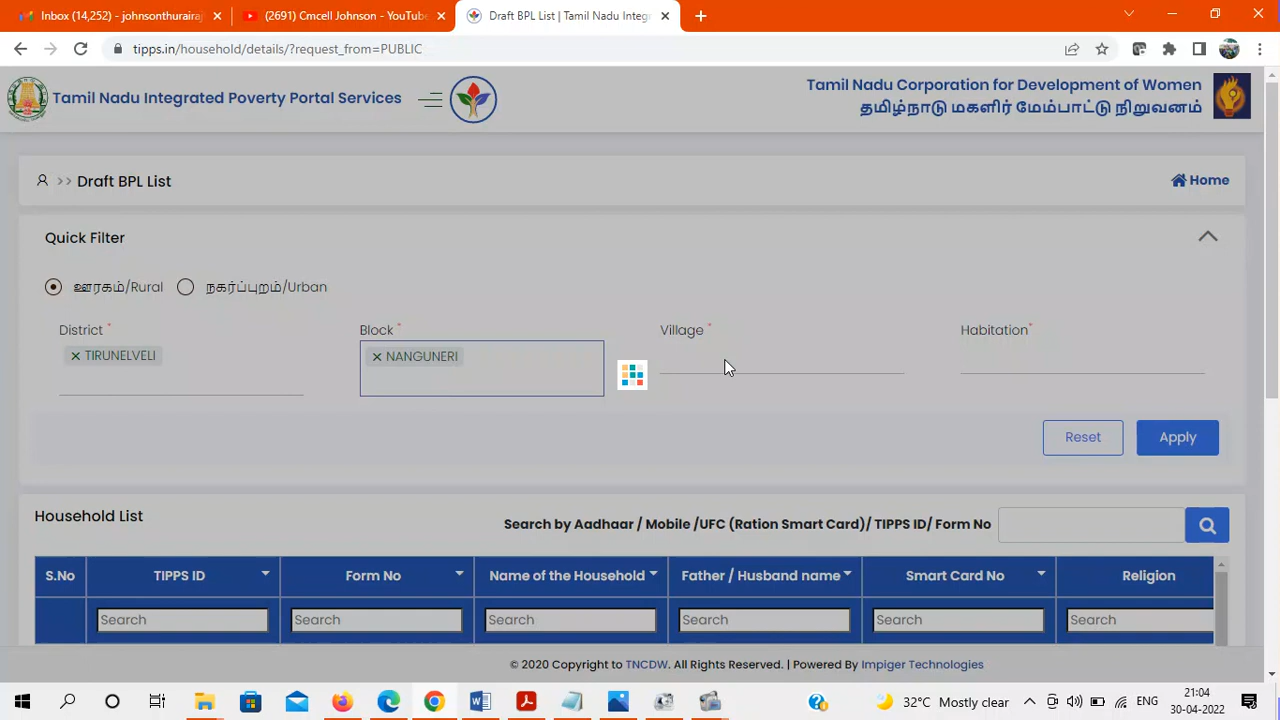 Inbox (14,252) - johnsonthuraira
(2691) Cmcell Johnson - YouTube
Draft BPL List | Tamil Nadu Integ
tipps.in/household/details/?request_from=PUBLIC
Tamil Nadu Integrated Poverty Portal Services
Tamil Nadu Corporation for Development of Women
தமிழ்நாடு மகளிர் மேம்பாட்டு நிறுவனம்
>> Draft BPL List
Home
Quick Filter
ஊரகம்/Rural நகர்ப்புறம்/Urban
District * Block * Village * Habitation*
× TIRUNELVELI × NANGUNERI
Reset Apply
Household List
Search by Aadhaar / Mobile /UFC (Ration Smart Card)/ TIPPS ID/ Form No
S.No TIPPS ID Form No Name of the Household Father / Husband name Smart Card No Religion
Search Search Search Search Search Search
© 2020 Copyright to TNCDW. All Rights Reserved. | Powered By Impiger Technologies
32°C Mostly clear ENG 21:04
30-04-2022